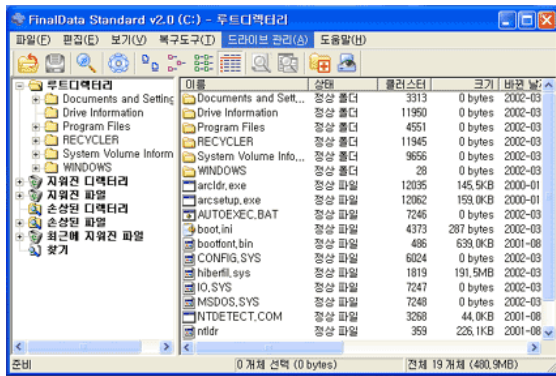 FinalData Standard v2.0 (C:) - 루트디렉터리
파일(F) 편집(E) 보기(V) 복구도구(T) 드라이브 관리(A) 도움말(H)
루트디렉터리
Documents and Setting
Drive Information
Program Files
RECYCLER
System Volume Inform
WINDOWS
지워진 디렉터리
지워진 파일
손상된 디렉터리
손상된 파일
최근에 지워진 파일
찾기
이름 상태 클러스터 크기 바뀐 날
Documents and Sett... 정상 폴더 3313 0 bytes 2002-03
Drive Information 정상 폴더 11950 0 bytes 2002-03
Program Files 정상 폴더 4551 0 bytes 2002-03
RECYCLER 정상 폴더 11945 0 bytes 2002-03
System Volume Info,... 정상 폴더 9656 0 bytes 2002-03
WINDOWS 정상 폴더 28 0 bytes 2002-03
arcldr.exe 정상 파일 12035 145,5KB 2000-01
arcsetup.exe 정상 파일 12062 159,0KB 2000-01
AUTOEXEC.BAT 정상 파일 7246 0 bytes 2002-03
boot.ini 정상 파일 4373 287 bytes 2002-03
bootfont.bin 정상 파일 486 639,0KB 2001-08
CONFIG.SYS 정상 파일 6024 0 bytes 2002-03
hiberfil.sys 정상 파일 1819 191,5MB 2002-03
IO.SYS 정상 파일 7247 0 bytes 2002-03
MSDOS.SYS 정상 파일 7248 0 bytes 2002-03
NTDETECT.COM 정상 파일 3268 44,0KB 2001-08
ntldr 정상 파일 359 226,1KB 2001-08
준비 0 개체 선택 (0 bytes) 전체 19 개체 (480,9MB)